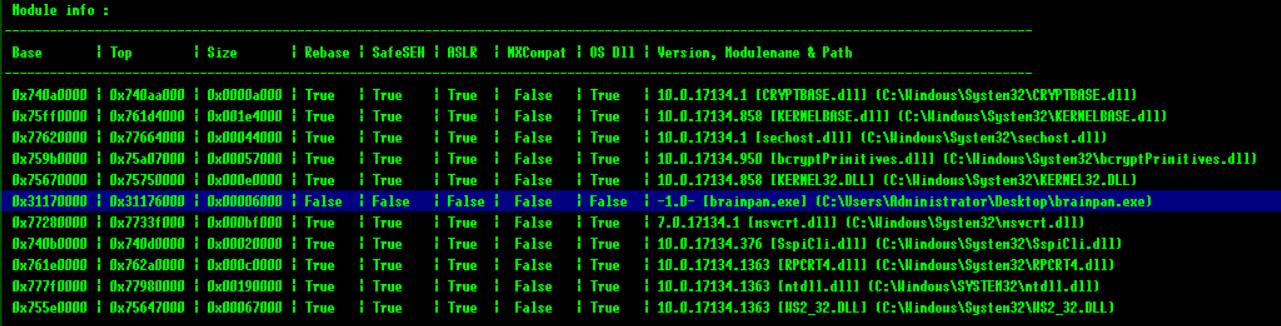 Module info :
Base | Top | Size | Rebase | SafeSEH | ASLR | NXCompat | OS Dll | Version, Modulename & Path
0x740a0000 | 0x740aa000 | 0x0000a000 | True | True | True | False | True | 10.0.17134.1 [CRYPTBASE.dll] (C:\Windows\System32\CRYPTBASE.dll)
0x75ff0000 | 0x761d4000 | 0x001e4000 | True | True | True | False | True | 10.0.17134.858 [KERNELBASE.dll] (C:\Windows\System32\KERNELBASE.dll)
0x77620000 | 0x77664000 | 0x00044000 | True | True | True | False | True | 10.0.17134.1 [sechost.dll] (C:\Windows\System32\sechost.dll)
0x759b0000 | 0x75a07000 | 0x00057000 | True | True | True | False | True | 10.0.17134.950 [bcryptPrimitives.dll] (C:\Windows\System32\bcryptPrimitives.dll)
0x75670000 | 0x75750000 | 0x000e0000 | True | True | True | False | True | 10.0.17134.858 [KERNEL32.DLL] (C:\Windows\System32\KERNEL32.DLL)
0x31170000 | 0x31176000 | 0x00006000 | False | False | False | False | False | -1.0- [brainpan.exe] (C:\Users\Administrator\Desktop\brainpan.exe)
0x77280000 | 0x7733f000 | 0x000bf000 | True | True | True | False | True | 7.0.17134.1 [msvcrt.dll] (C:\Windows\System32\msvcrt.dll)
0x740b0000 | 0x740d0000 | 0x00020000 | True | True | True | False | True | 10.0.17134.376 [SspiCli.dll] (C:\Windows\System32\SspiCli.dll)
0x761e0000 | 0x762a0000 | 0x000c0000 | True | True | True | False | True | 10.0.17134.1363 [RPCRT4.dll] (C:\Windows\System32\RPCRT4.dll)
0x777f0000 | 0x77980000 | 0x00190000 | True | True | True | False | True | 10.0.17134.1363 [ntdll.dll] (C:\Windows\SYSTEM32\ntdll.dll)
0x755e0000 | 0x75647000 | 0x00067000 | True | True | True | False | True | 10.0.17134.1363 [WS2_32.DLL] (C:\Windows\System32\WS2_32.DLL)